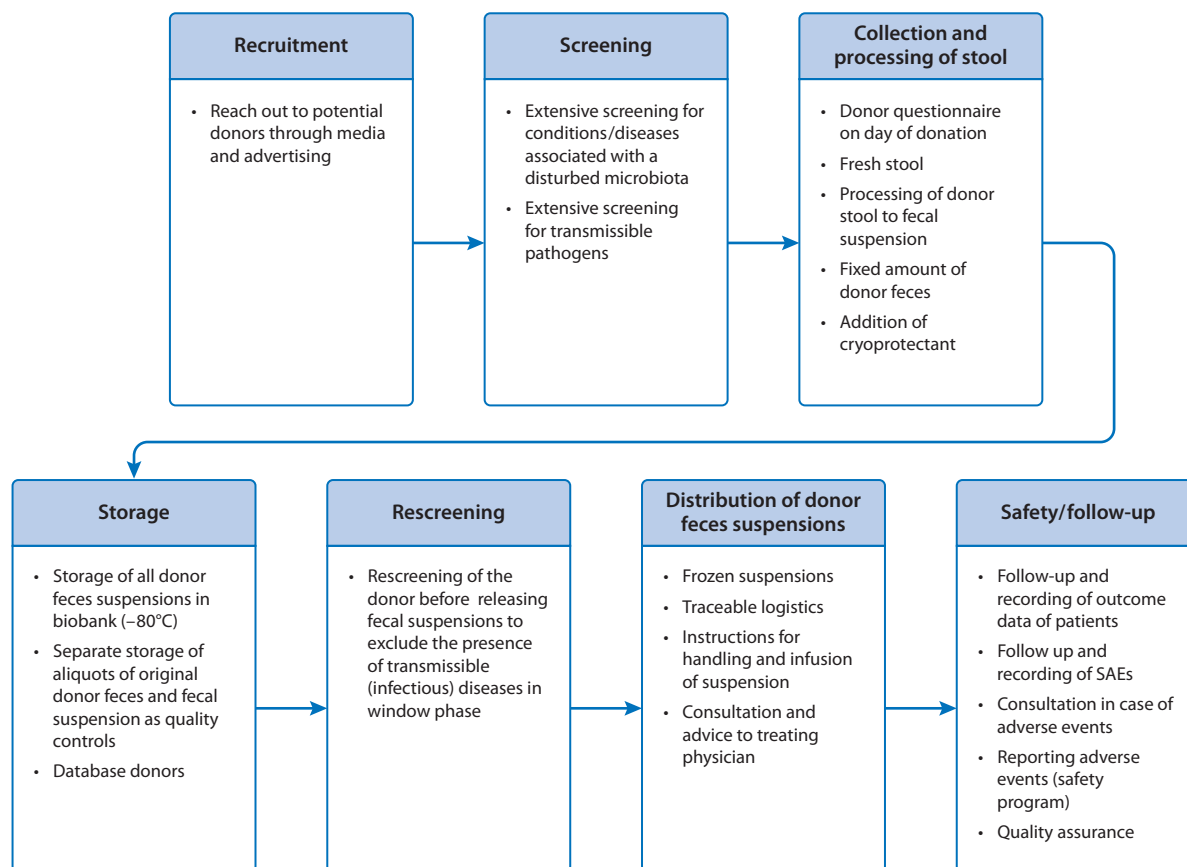 Recruitment
• Reach out to potential
donors through media
and advertising
Screening
• Extensive screening for
conditions/diseases
associated with a
disturbed microbiota
• Extensive screening
for transmissible
pathogens
Collection and
processing of stool
• Donor questionnaire
on day of donation
• Fresh stool
• Processing of donor
stool to fecal
suspension
• Fixed amount of
donor feces
• Addition of
cryoprotectant
Storage
• Storage of all donor
feces suspensions in
biobank (–80°C)
• Separate storage of
aliquots of original
donor feces and fecal
suspension as quality
controls
• Database donors
Rescreening
• Rescreening of the
donor before releasing
fecal suspensions to
exclude the presence
of transmissible
(infectious) diseases in
window phase
Distribution of donor
feces suspensions
• Frozen suspensions
• Traceable logistics
• Instructions for
handling and infusion
of suspension
• Consultation and
advice to treating
physician
Safety/follow-up
• Follow-up and
recording of outcome
data of patients
• Follow up and
recording of SAEs
• Consultation in case of
adverse events
• Reporting adverse
events (safety
program)
• Quality assurance